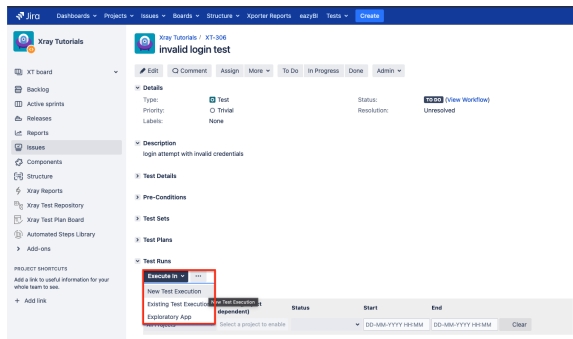 Jira Dashboards Projects Issues Boards Structure Xporter Reports eazyBI Tests Create
Xray Tutorials
XT board
Backlog
Active sprints
Releases
Reports
Issues
Components
Structure
Xray Reports
Xray Test Repository
Xray Test Plan Board
Automated Steps Library
Add-ons
PROJECT SHORTCUTS
Add a link to useful information for your
whole team to see.
+ Add link
Xray Tutorials / XT-306
invalid login test
Edit Comment Assign More To Do In Progress Done Admin
Details
Type: Test Status: TO DO (View Workflow)
Priority: Trivial Resolution: Unresolved
Labels: None
Description
login attempt with invalid credentials
Test Details
Pre-Conditions
Test Sets
Test Plans
Test Runs
Execute In ...
New Test Execution
Existing Test Execution
New Test Execution
Exploratory App
dependent) Status Start End
Select a project to enable DD-MM-YYYY HH:MM DD-MM-YYYY HH:MM Clear